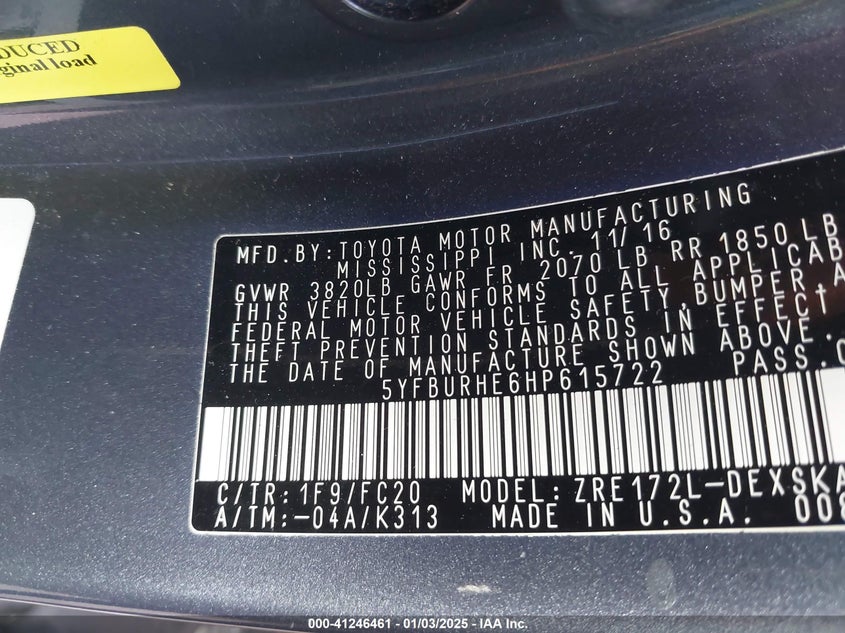 DUCED
ginal load
MFD. BY: TOYOTA MOTOR MANUFACTURING
MISSISSIPPI INC. 11/16
GVWR 3820LB GAWR FR 2070 LB RR 1850 LB
THIS VEHICLE CONFORMS TO ALL APPLICAB
FEDERAL MOTOR VEHICLE SAFETY, BUMPER, A
THEFT PREVENTION STANDARDS IN EFFECT
THE DATE OF MANUFACTURE SHOWN ABOVE.
5YFBURHE6HP615722 PASS. C
C/TR: 1F9/FC20 MODEL: ZRE172L-DEXSKA
A/TM: -04A/K313 MADE IN U.S.A. 008
000-41246461 - 01/03/2025 - IAA Inc.